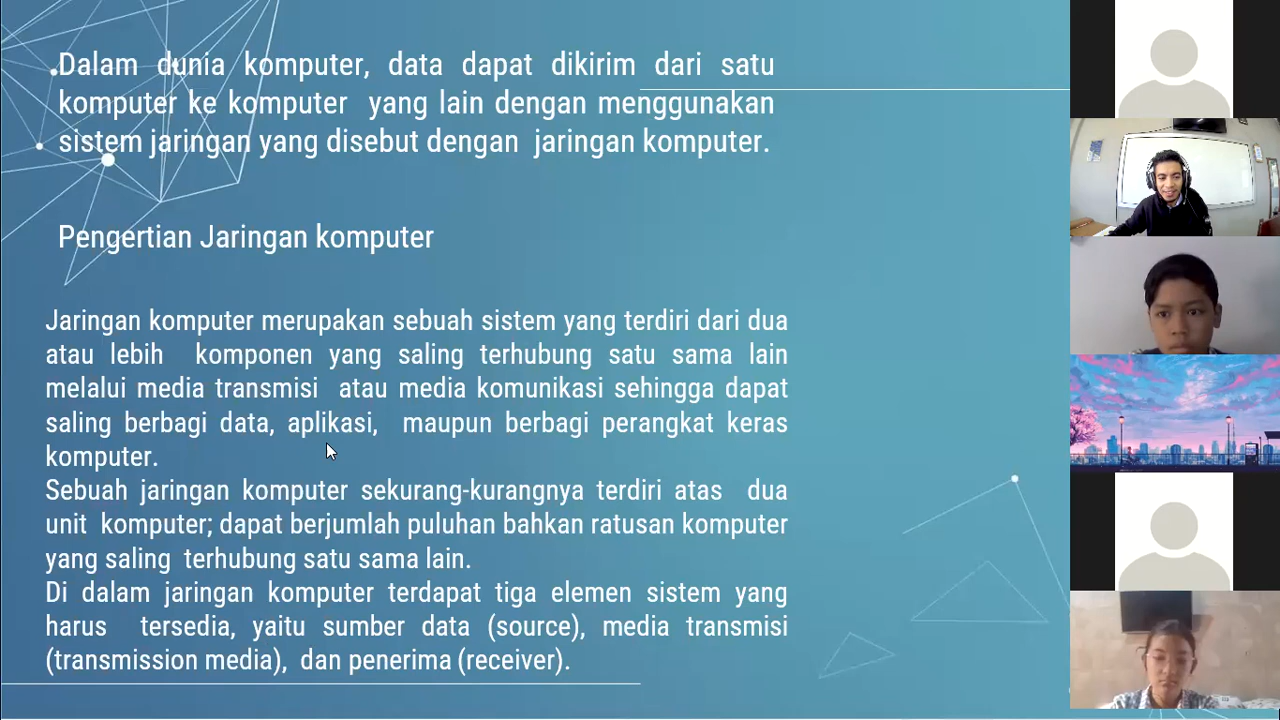 Dalam dunia komputer, data dapat dikirim dari satu
komputer ke komputer yang lain dengan menggunakan
sistem jaringan yang disebut dengan jaringan komputer.
Pengertian Jaringan komputer
Jaringan komputer merupakan sebuah sistem yang terdiri dari dua
atau lebih komponen yang saling terhubung satu sama lain
melalui media transmisi atau media komunikasi sehingga dapat
saling berbagi data, aplikasi, maupun berbagi perangkat keras
komputer.
Sebuah jaringan komputer sekurang-kurangnya terdiri atas dua
unit komputer; dapat berjumlah puluhan bahkan ratusan komputer
yang saling terhubung satu sama lain.
Di dalam jaringan komputer terdapat tiga elemen sistem yang
harus tersedia, yaitu sumber data (source), media transmisi
(transmission media), dan penerima (receiver).